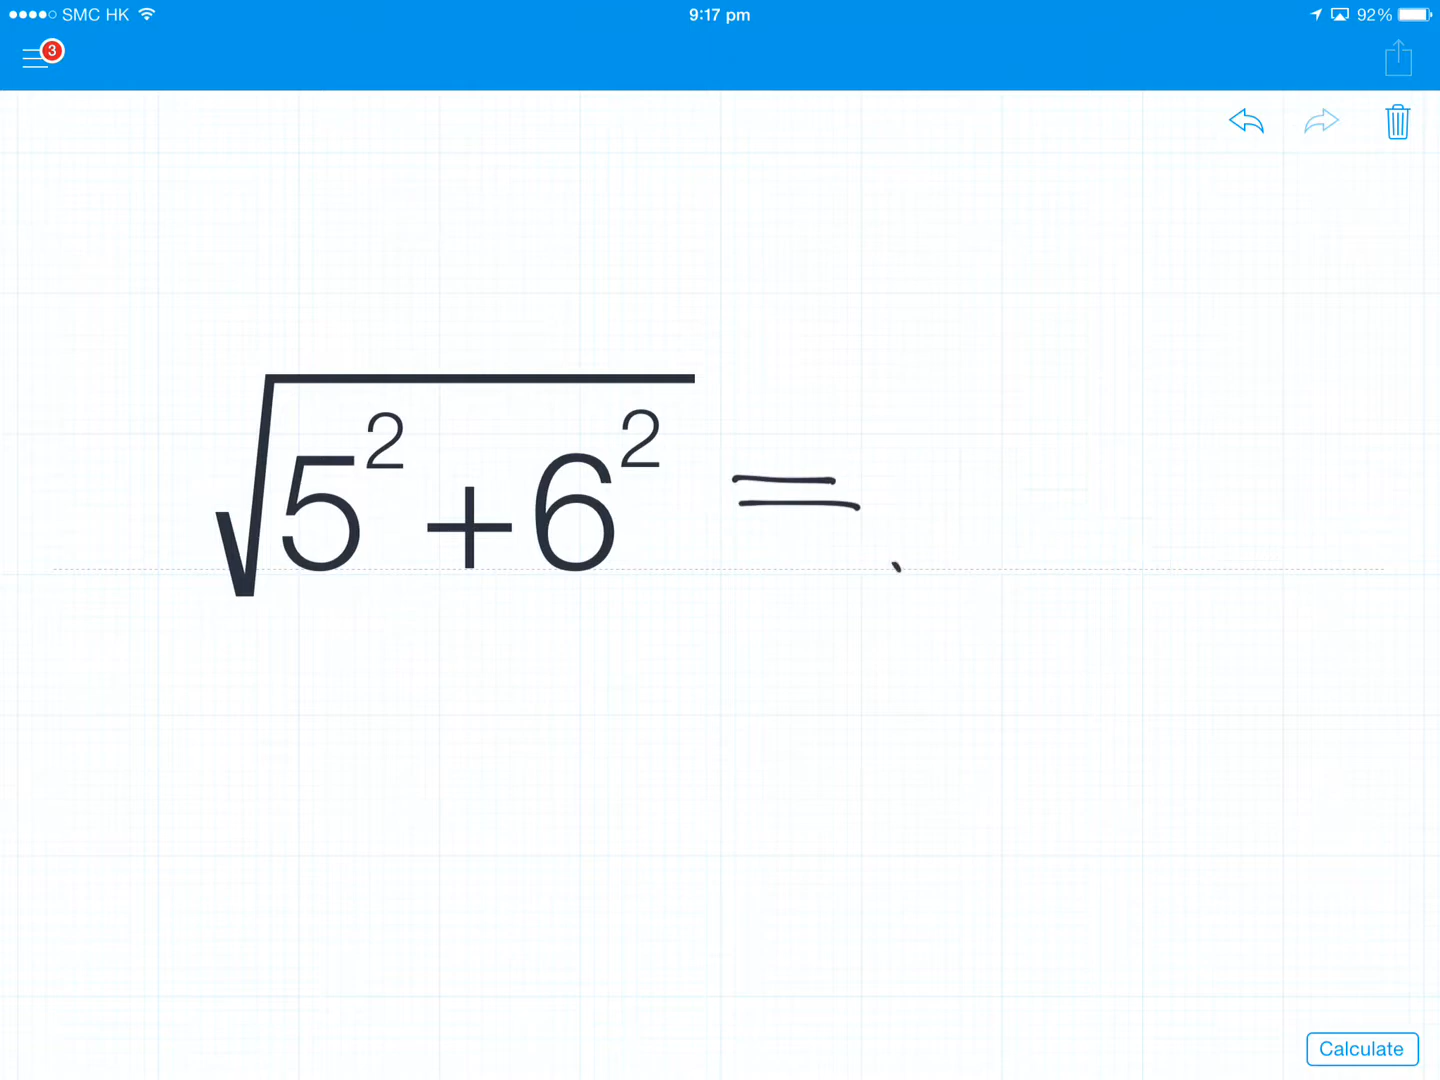 SMC HK 9:17 pm 92%
3
√5²+6² =
Calculate